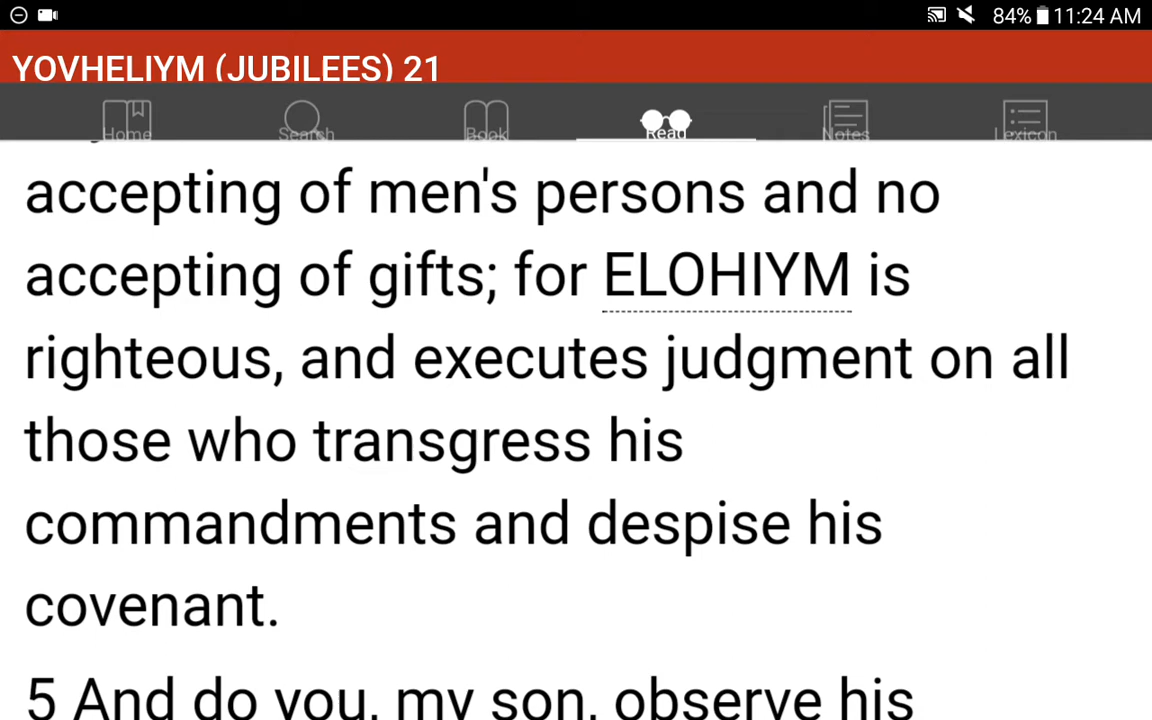 84% 11:24 AM
YOVHELIYM (JUBILEES) 21
Home Search Book Read Notes Lexicon
accepting of men's persons and no
accepting of gifts; for ELOHIYM is
righteous, and executes judgment on all
those who transgress his
commandments and despise his
covenant.
5 And do you, my son, observe his